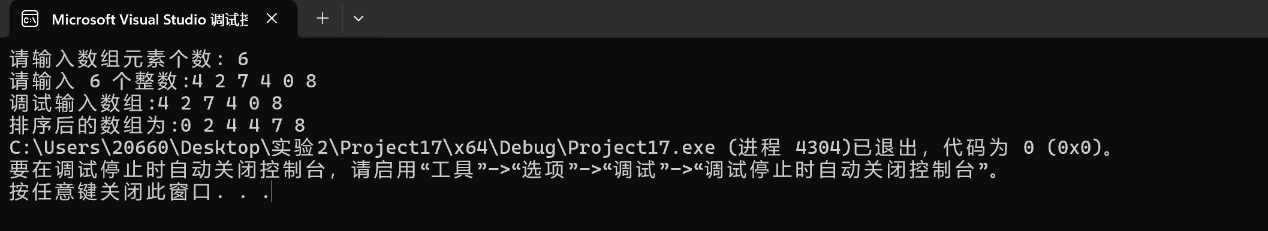 Microsoft Visual Studio 调试控
请输入数组元素个数: 6
请输入 6 个整数:4 2 7 4 0 8
调试输入数组:4 2 7 4 0 8
排序后的数组为:0 2 4 4 7 8
C:\Users\20660\Desktop\实验2\Project17\x64\Debug\Project17.exe (进程 4304)已退出，代码为 0 (0x0)。
要在调试停止时自动关闭控制台，请启用“工具”->“选项”->“调试”->“调试停止时自动关闭控制台”。
按任意键关闭此窗口. . .